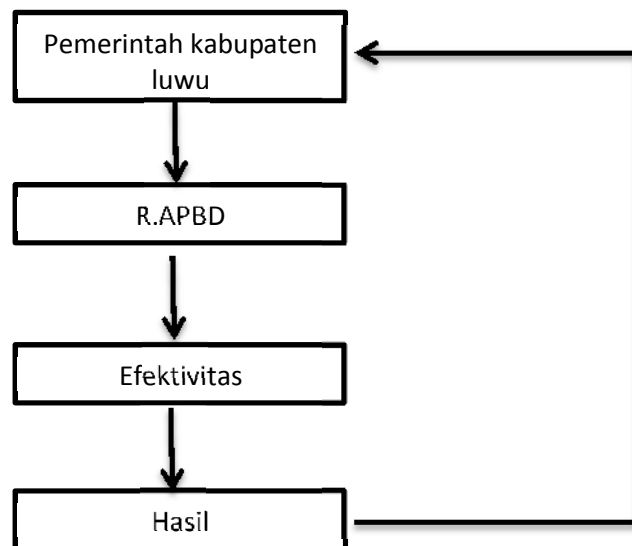 Pemerintah kabupaten
luwu
R.APBD
Efektivitas
Hasil